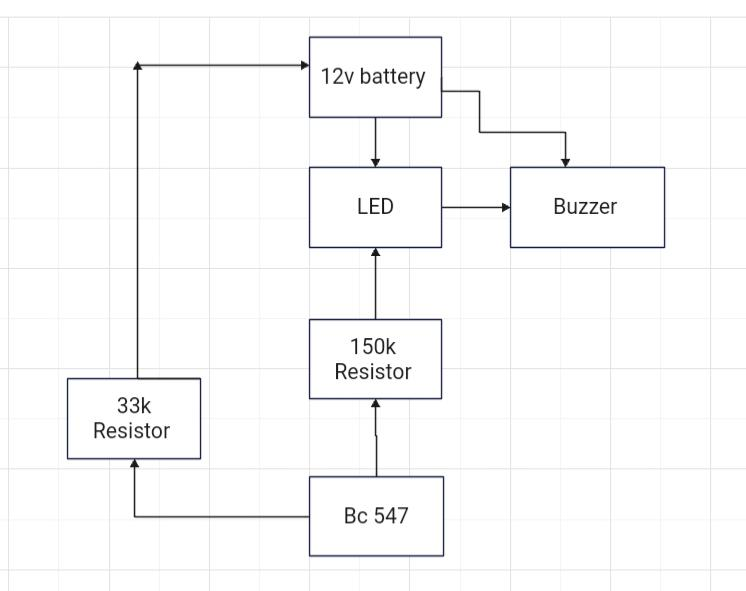 12v battery
LED
Buzzer
150k
Resistor
33k
Resistor
Bc 547